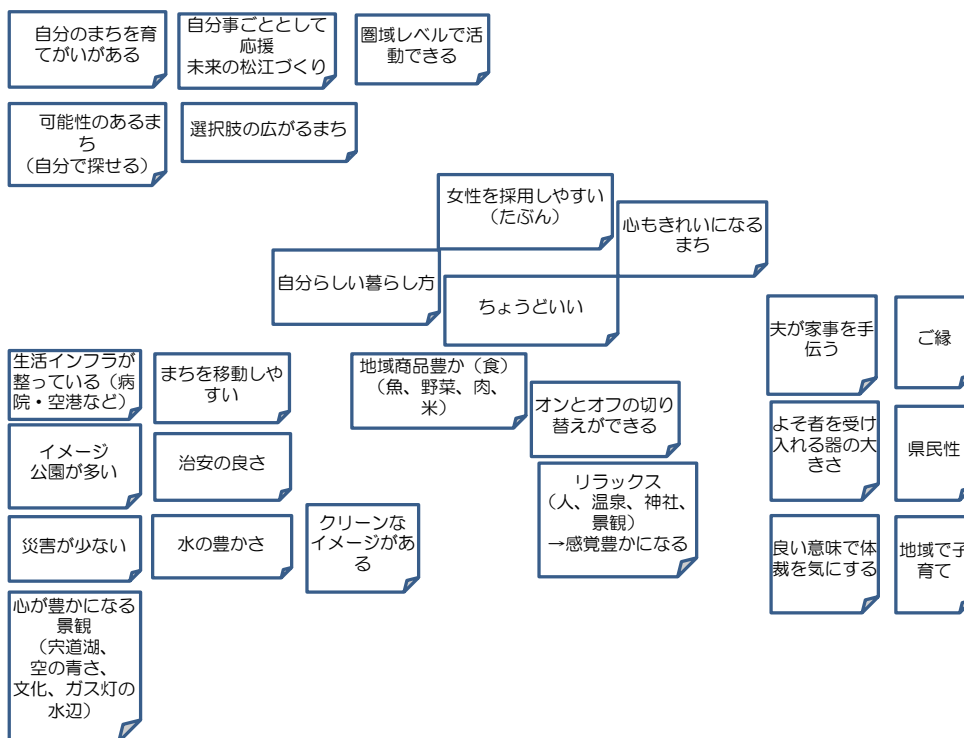 自分のまちを育
てがいがある
自分事ごととして
応援
未来の松江づくり
圏域レベルで活
動できる
可能性のあるま
ち
（自分で探せる）
選択肢の広がるまち
女性を採用しやすい
（たぶん）
心もきれいになる
まち
自分らしい暮らし方
ちょうどいい
夫が家事を手
伝う
ご縁
生活インフラが
整っている（病
院・空港など）
まちを移動しや
すい
地域商品豊か（食）
（魚、野菜、肉、
米）
オンとオフの切り
替えができる
よそ者を受け
入れる器の大
きさ
県民性
イメージ
公園が多い
治安の良さ
リラックス
（人、温泉、神社、
景観）
→感覚豊かになる
災害が少ない
水の豊かさ
クリーンな
イメージがあ
る
良い意味で体
裁を気にする
地域で子
育て
心が豊かになる
景観
（宍道湖、
空の青さ、
文化、ガス灯の
水辺）